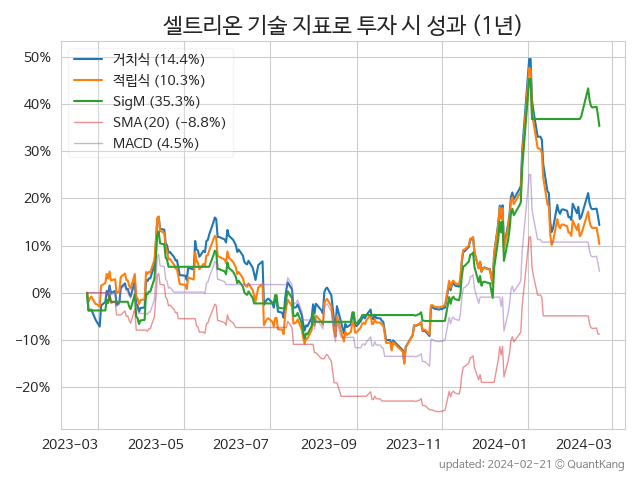 셀트리온 기술 지표로 투자 시 성과 (1년)
거치식 (14.4%)
적립식 (10.3%)
SigM (35.3%)
SMA(20) (−8.8%)
MACD (4.5%)
50%
40%
30%
20%
10%
0%
−10%
−20%
2023-03 2023-05 2023-07 2023-09 2023-11 2024-01 2024-03
updated: 2024-02-21 © QuantKang